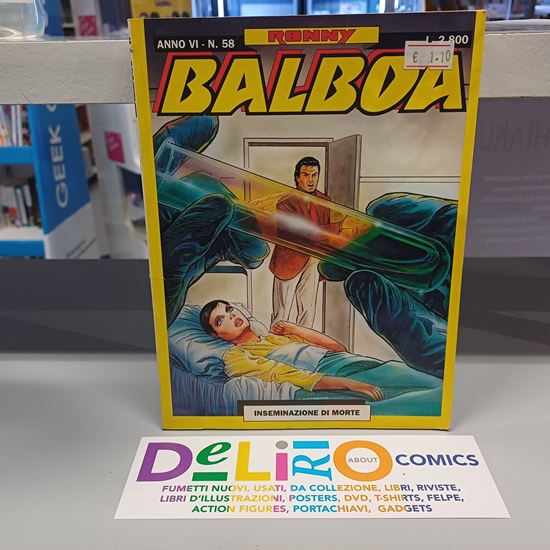 RONNY
ANNO VI - N. 58
L. 2.800
€ 1.10
BALBOA
INSEMINAZIONE DI MORTE
DeLiRiO ABOUT COMICS
FUMETTI NUOVI, USATI, DA COLLEZIONE, LIBRI, RIVISTE,
LIBRI D'ILLUSTRAZIONI, POSTERS, DVD, T-SHIRTS, FELPE,
ACTION FIGURES, PORTACHIAVI, GADGETS
GEEK